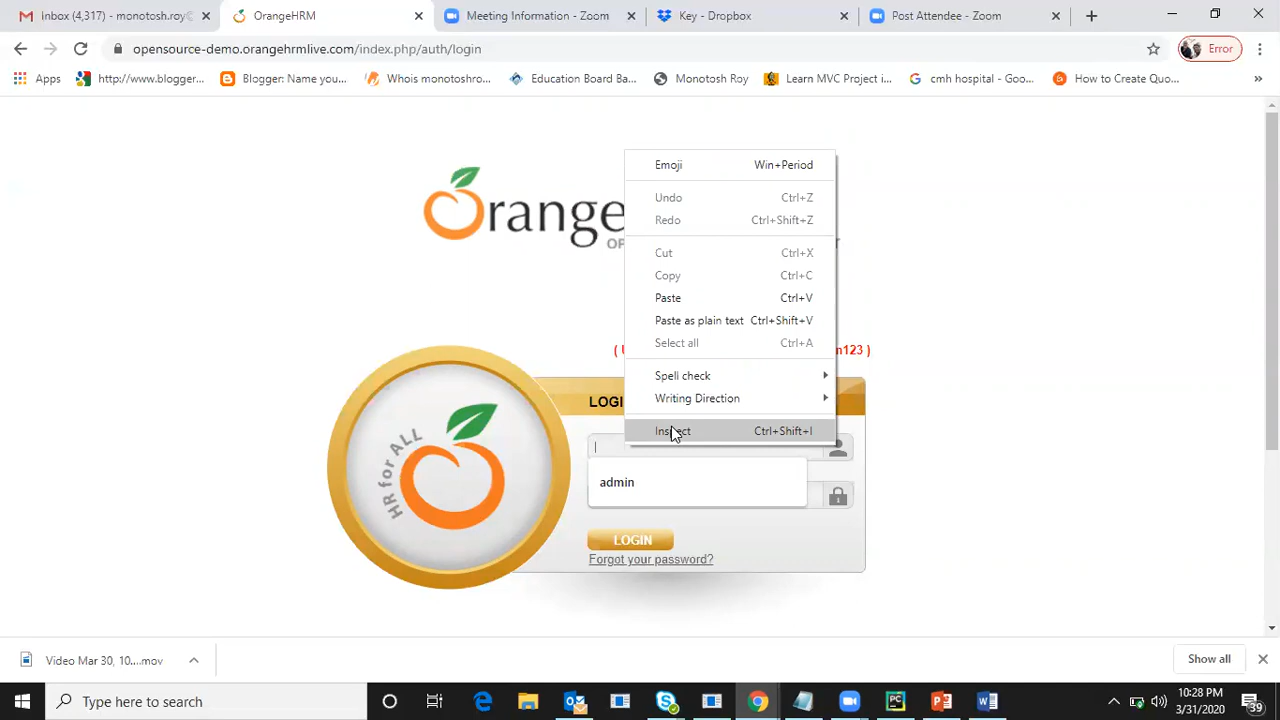 inbox (4,317) - monotosh.roy
OrangeHRM
Meeting Information - Zoom
Key - Dropbox
Post Attendee - Zoom
opensource-demo.orangehrmlive.com/index.php/auth/login
Error
Apps
http://www.blogger...
Blogger: Name you...
Whois monotoshro...
Education Board Ba...
Monotosh Roy
Learn MVC Project i...
cmh hospital - Goo...
How to Create Quo...
»
Orange
OP
Emoji Win+Period
Undo Ctrl+Z
Redo Ctrl+Shift+Z
Cut Ctrl+X
Copy Ctrl+C
Paste Ctrl+V
Paste as plain text Ctrl+Shift+V
Select all Ctrl+A
Spell check
Writing Direction
Inspect Ctrl+Shift+I
( U
n123 )
LOGI
HR for ALL
admin
LOGIN
Forgot your password?
Video Mar 30, 10....mov
Show all
Type here to search
10:28 PM
3/31/2020
39